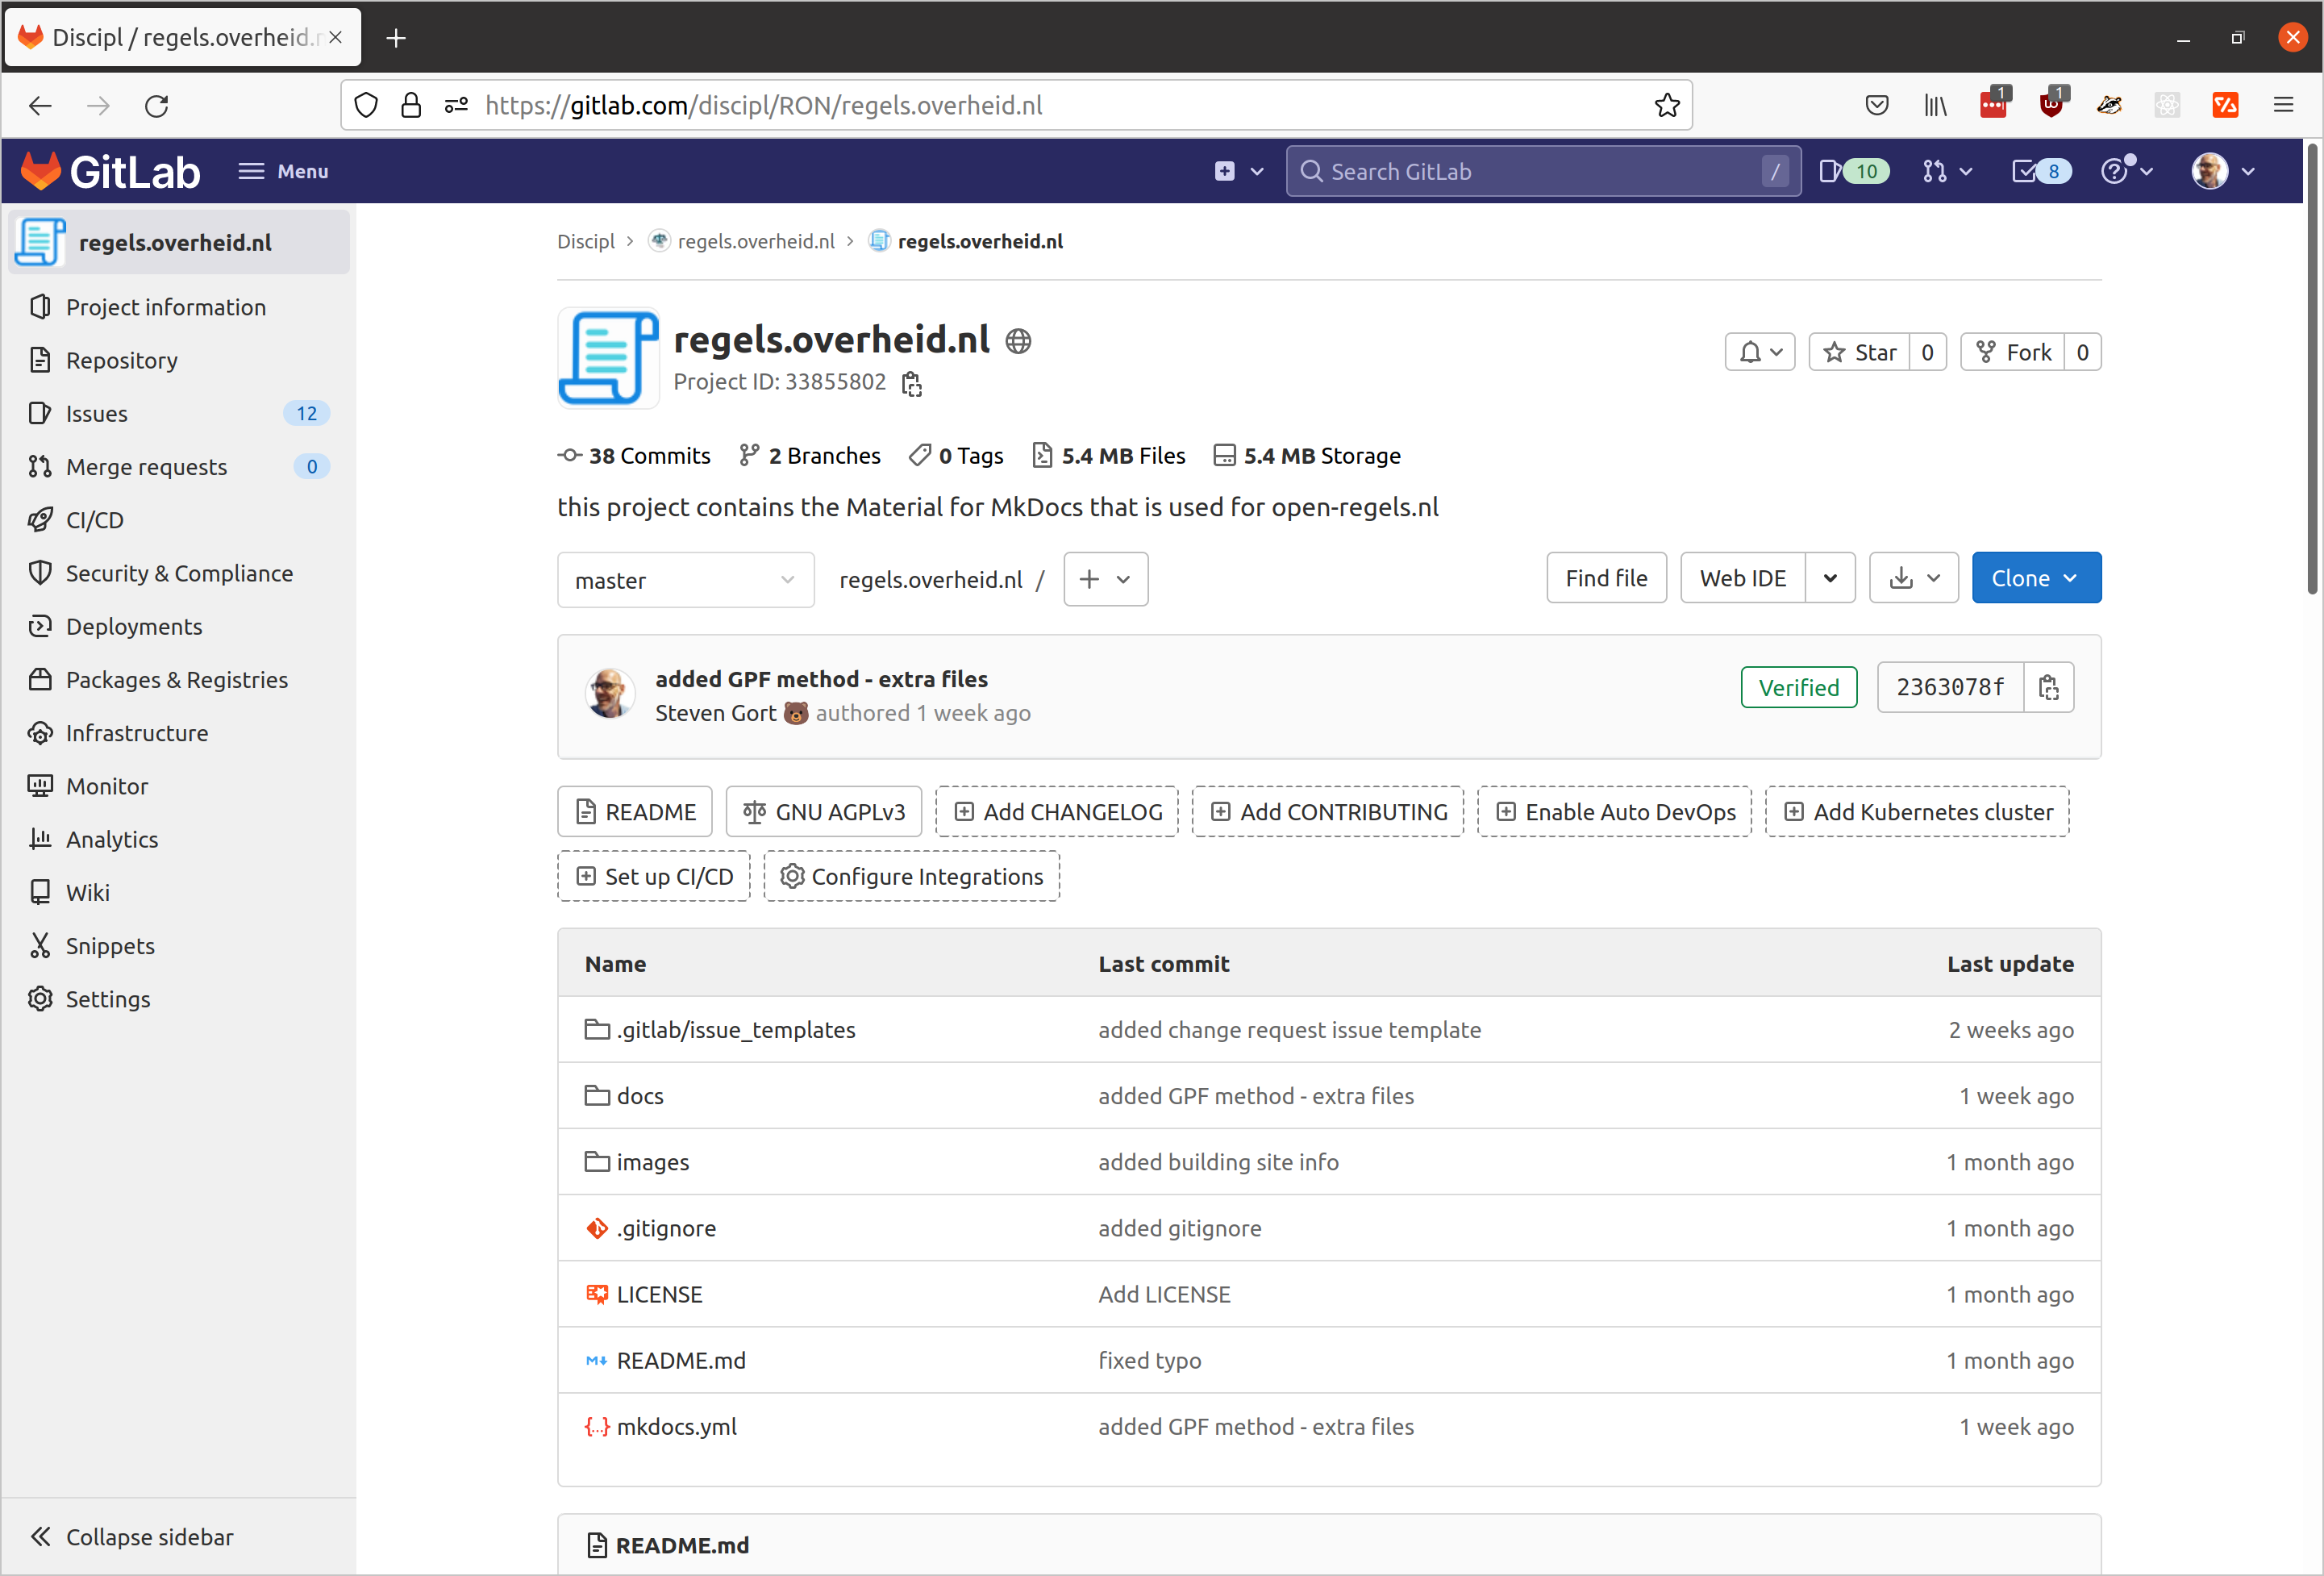 Discipl / regels.overheid.n
https://gitlab.com/discipl/RON/regels.overheid.nl
1
1
GitLab
Menu
Search GitLab
/
10
8
regels.overheid.nl
Project information
Repository
Issues
12
Merge requests
0
CI/CD
Security & Compliance
Deployments
Packages & Registries
Infrastructure
Monitor
Analytics
Wiki
Snippets
Settings
Collapse sidebar
Discipl > regels.overheid.nl > regels.overheid.nl
regels.overheid.nl
Project ID: 33855802
Star 0
Fork 0
38 Commits 2 Branches 0 Tags 5.4 MB Files 5.4 MB Storage
this project contains the Material for MkDocs that is used for open-regels.nl
master
regels.overheid.nl /
Find file
Web IDE
Clone
added GPF method - extra files
Steven Gort 🐻 authored 1 week ago
Verified
2363078f
README
GNU AGPLv3
Add CHANGELOG
Add CONTRIBUTING
Enable Auto DevOps
Add Kubernetes cluster
Set up CI/CD
Configure Integrations
Name Last commit Last update
.gitlab/issue_templates added change request issue template 2 weeks ago
docs added GPF method - extra files 1 week ago
images added building site info 1 month ago
.gitignore added gitignore 1 month ago
LICENSE Add LICENSE 1 month ago
README.md fixed typo 1 month ago
mkdocs.yml added GPF method - extra files 1 week ago
README.md